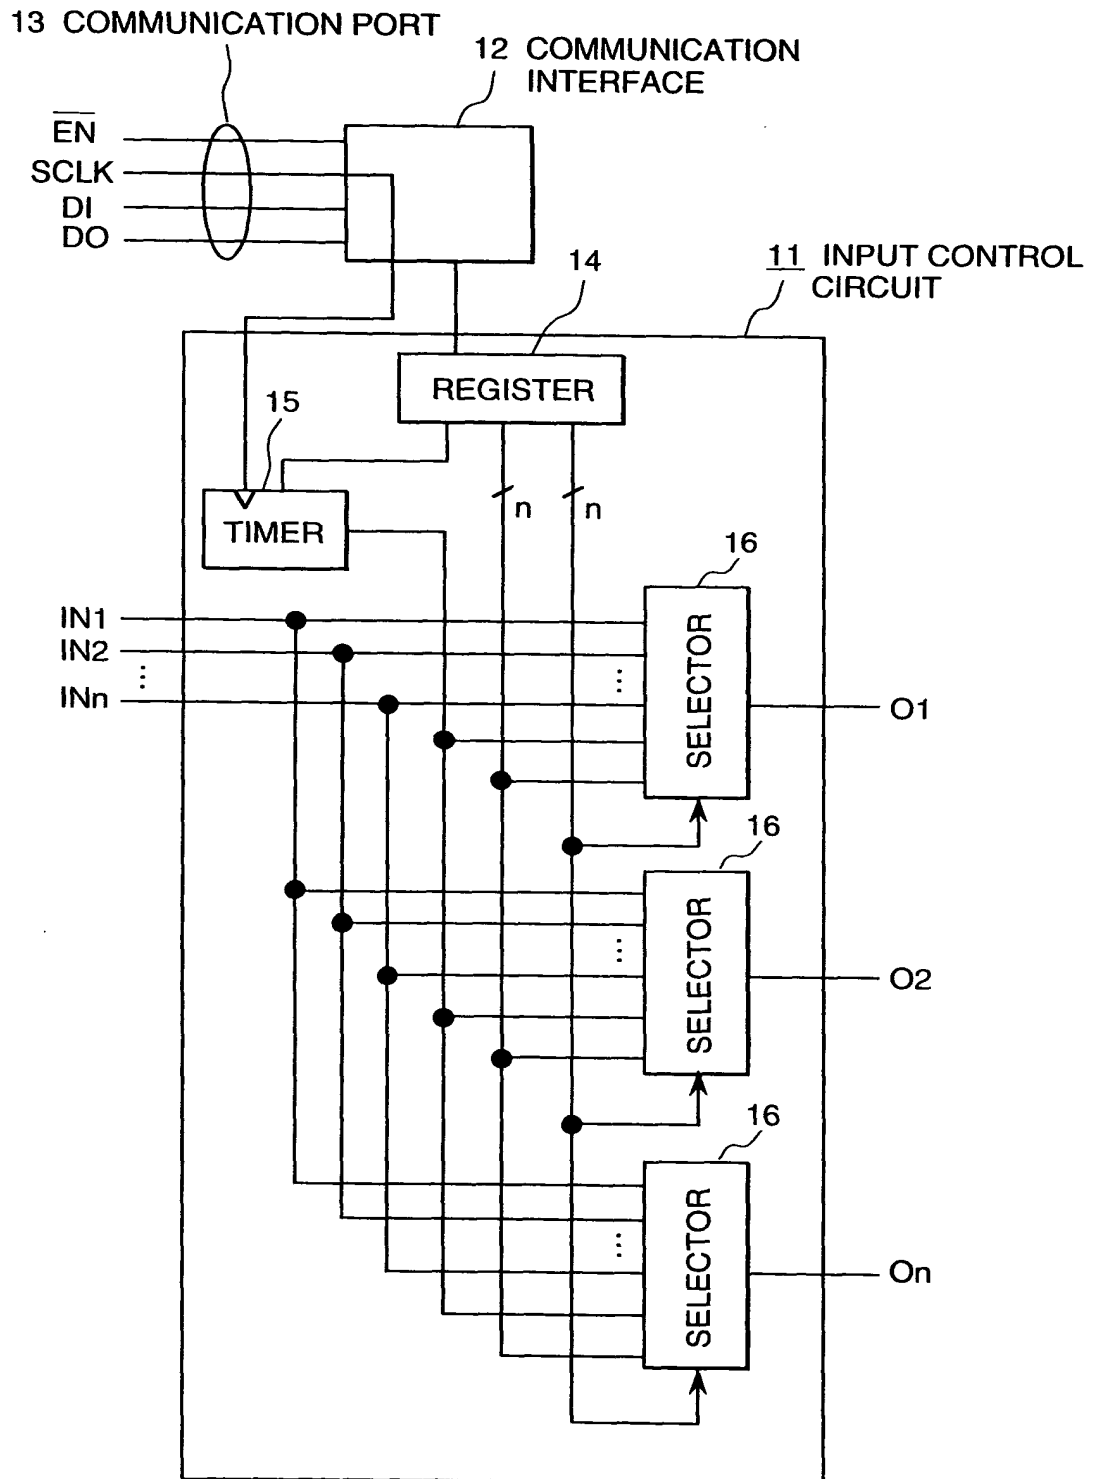 13 COMMUNICATION PORT
12 COMMUNICATION
INTERFACE
EN
SCLK
DI
DO
11 INPUT CONTROL
CIRCUIT
14
REGISTER
15
TIMER
n
n
16
IN1
IN2
⋮
INn
⋮
SELECTOR
O1
16
⋮
SELECTOR
O2
16
⋮
SELECTOR
On